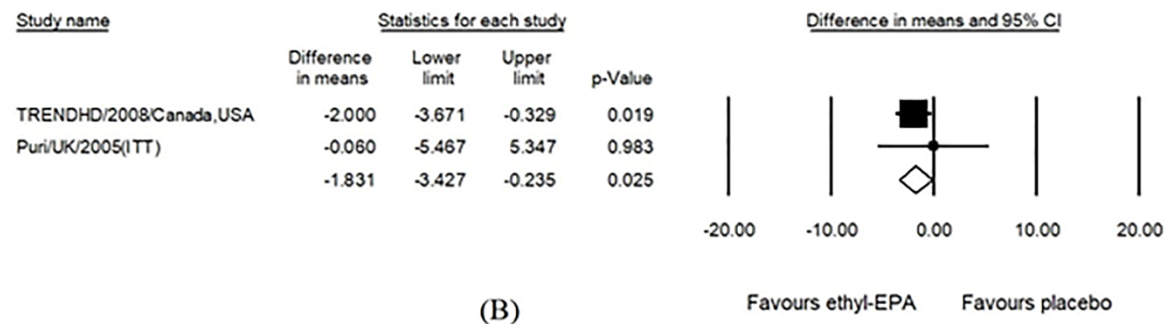 Study name Statistics for each study Difference in means and 95% CI
Difference Lower Upper
in means limit limit p-Value
TRENDHD/2008/Canada,USA -2.000 -3.671 -0.329 0.019
Puri/UK/2005(ITT) -0.060 -5.467 5.347 0.983
-1.831 -3.427 -0.235 0.025
-20.00 -10.00 0.00 10.00 20.00
Favours ethyl-EPA Favours placebo
(B)